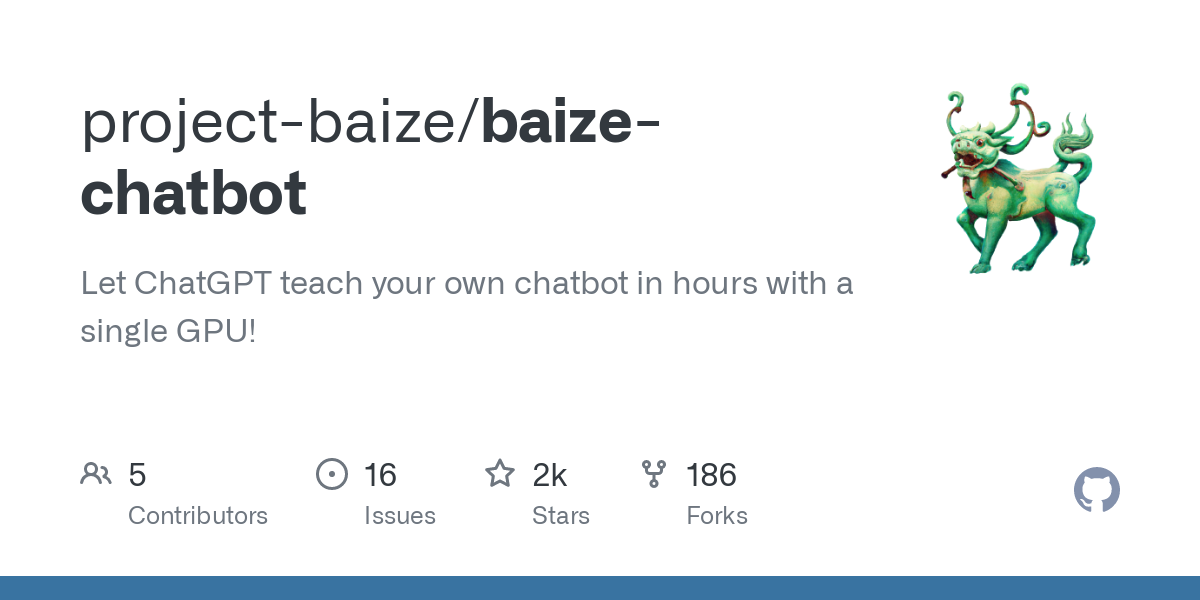 project-baize/baize-
chatbot
Let ChatGPT teach your own chatbot in hours with a
single GPU!
5 16 2k 186
Contributors Issues Stars Forks